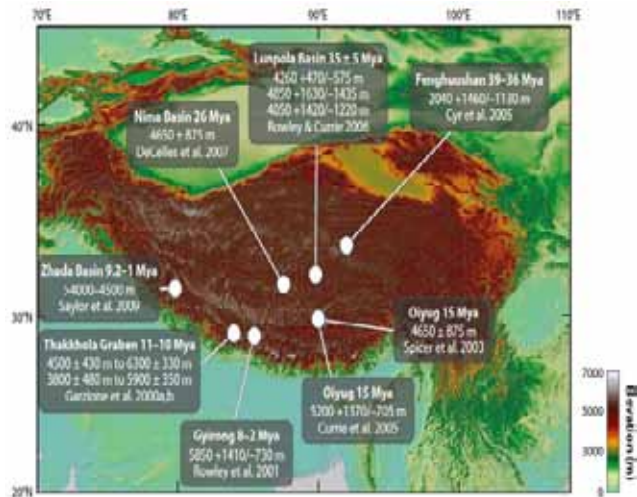 70°E 80°E 90°E 100°E 110°E
40°N
30°N
20°N
Lunpola Basin 35 ± 5 Mya
4260 +470/−575 m
4850 +1630/−1435 m
4050 +1420/−1220 m
Rowley & Currie 2006
Fenghuoshan 39–36 Mya
2040 +1460/−1130 m
Cyr et al. 2005
Nima Basin 26 Mya
4650 + 875 m
DeCelles et al. 2007
Zhada Basin 9.2–1 Mya
>4000–4500 m
Saylor et al. 2009
Thakkhola Graben 11–10 Mya
4500 ± 430 m to 6300 ± 330 m
3800 ± 480 m to 5900 ± 350 m
Garzione et al. 2000a,b
Gyirong 8–2 Mya
5850 +1410/−730 m
Rowley et al. 2001
Oiyug 15 Mya
5200 +1370/−705 m
Currie et al. 2005
Oiyug 15 Mya
4650 ± 875 m
Spicer et al. 2003
7000
5000
3000
1000
0
Elevation (m)